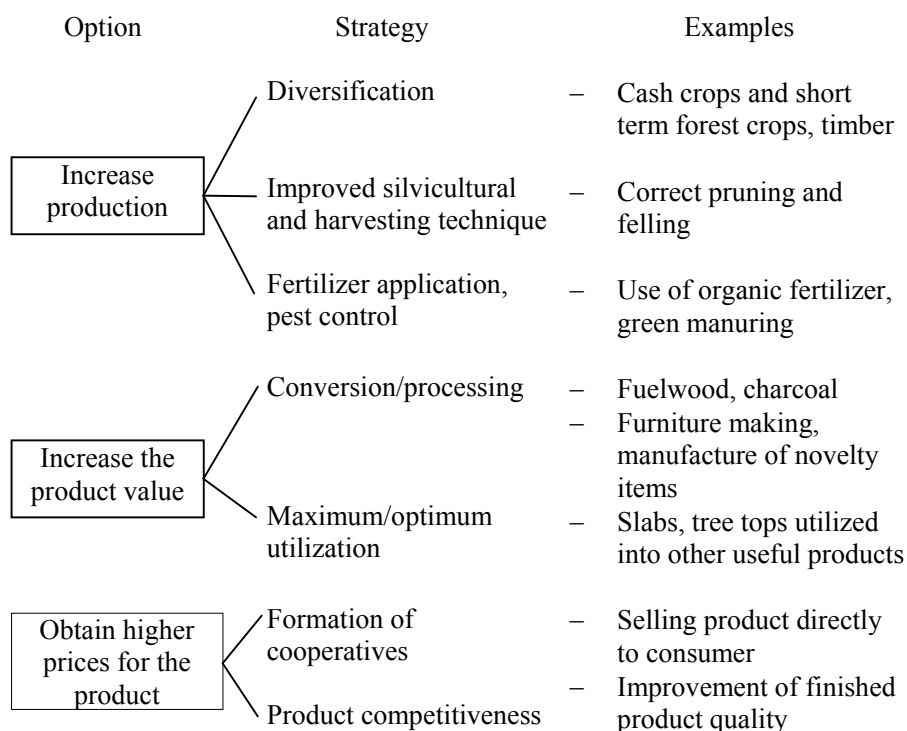 Option Strategy Examples
Diversification – Cash crops and short
term forest crops, timber
Increase
production
Improved silvicultural – Correct pruning and
and harvesting technique felling
Fertilizer application, – Use of organic fertilizer,
pest control green manuring
Conversion/processing – Fuelwood, charcoal
– Furniture making,
manufacture of novelty
items
Increase the
product value
Maximum/optimum – Slabs, tree tops utilized
utilization into other useful products
Obtain higher
prices for the
product
Formation of – Selling product directly
cooperatives to consumer
– Improvement of finished
Product competitiveness product quality